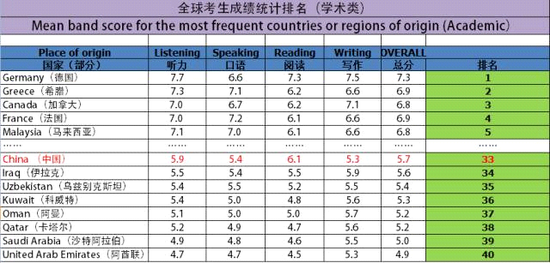 全球考生成绩统计排名（学术类）
Mean band score for the most frequent countries or regions of origin (Academic）
Place of origin Listening Speaking Reading Writing OVERALL
国家（部分） 听力 口语 阅读 写作 总分 排名
Germany（德国） 7.7 6.6 7.3 7.5 7.3 1
Greece（希腊） 7.3 7.1 6.2 6.6 6.9 2
Canada（加拿大） 7.0 6.7 6.2 7.1 6.8 3
France（法国） 7.0 7.2 6.1 6.6 6.9 4
Malaysia（马来西亚） 7.1 7.0 6.1 6.6 6.8 5
…… …… …… …… …… …… ……
China（中国） 5.9 5.4 6.1 5.3 5.7 33
Iraq（伊拉克） 5.5 5.4 5.5 5.9 5.6 34
Uzbekistan（乌兹别克斯坦） 5.4 5.5 5.2 5.5 5.4 35
Kuwait（科威特） 5.4 5.0 4.8 5.6 5.3 36
Oman（阿曼） 5.1 5.0 5.0 5.7 5.2 37
Qatar（卡塔尔） 5.2 4.9 4.7 5.6 5.2 38
Saudi Arabia（沙特阿拉伯） 4.9 4.8 4.6 5.5 5.0 39
United Arab Emirates（阿首联） 4.7 4.7 4.5 5.3 4.9 40